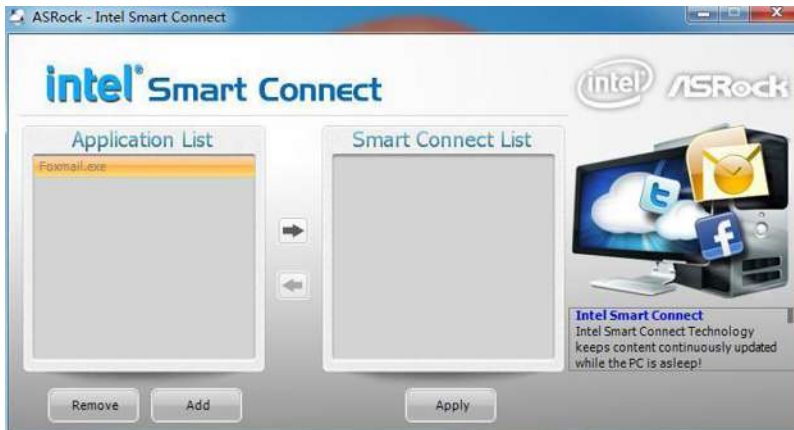 ASRock - Intel Smart Connect
intel® Smart Connect
intel ASRock
Application List
Smart Connect List
Foxmail.exe
Intel Smart Connect
Intel Smart Connect Technology
keeps content continuously updated
while the PC is asleep!
Remove
Add
Apply